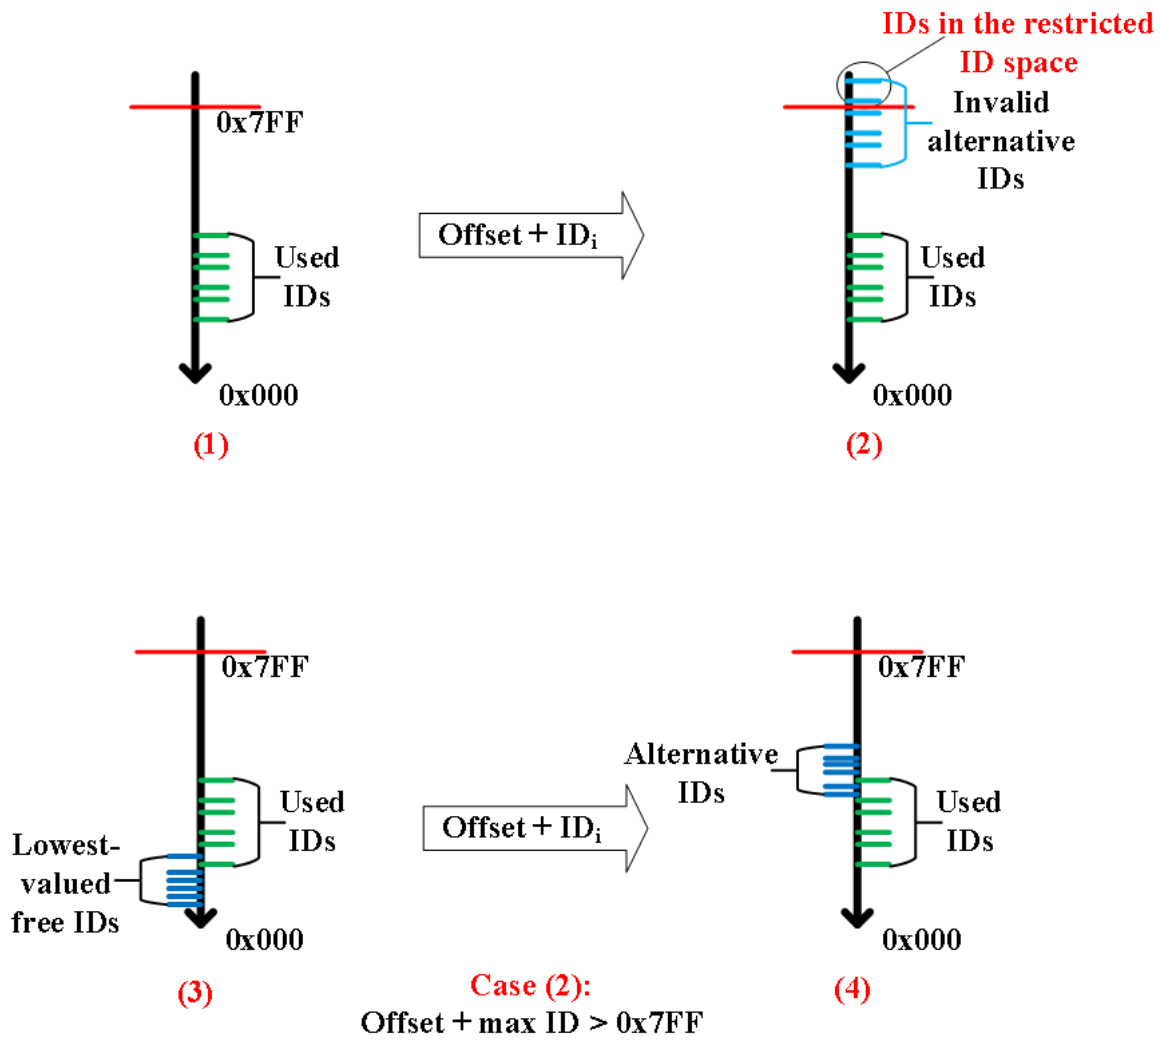 IDs in the restricted
ID space
0x7FF
Invalid
alternative
IDs
Offset + IDi
Used
IDs
Used
IDs
0x000
0x000
(1)
(2)
0x7FF
0x7FF
Alternative
IDs
Used
IDs
Offset + IDi
Used
IDs
Lowest-
valued
free IDs
0x000
0x000
(3)
Case (2):
(4)
Offset + max ID > 0x7FF